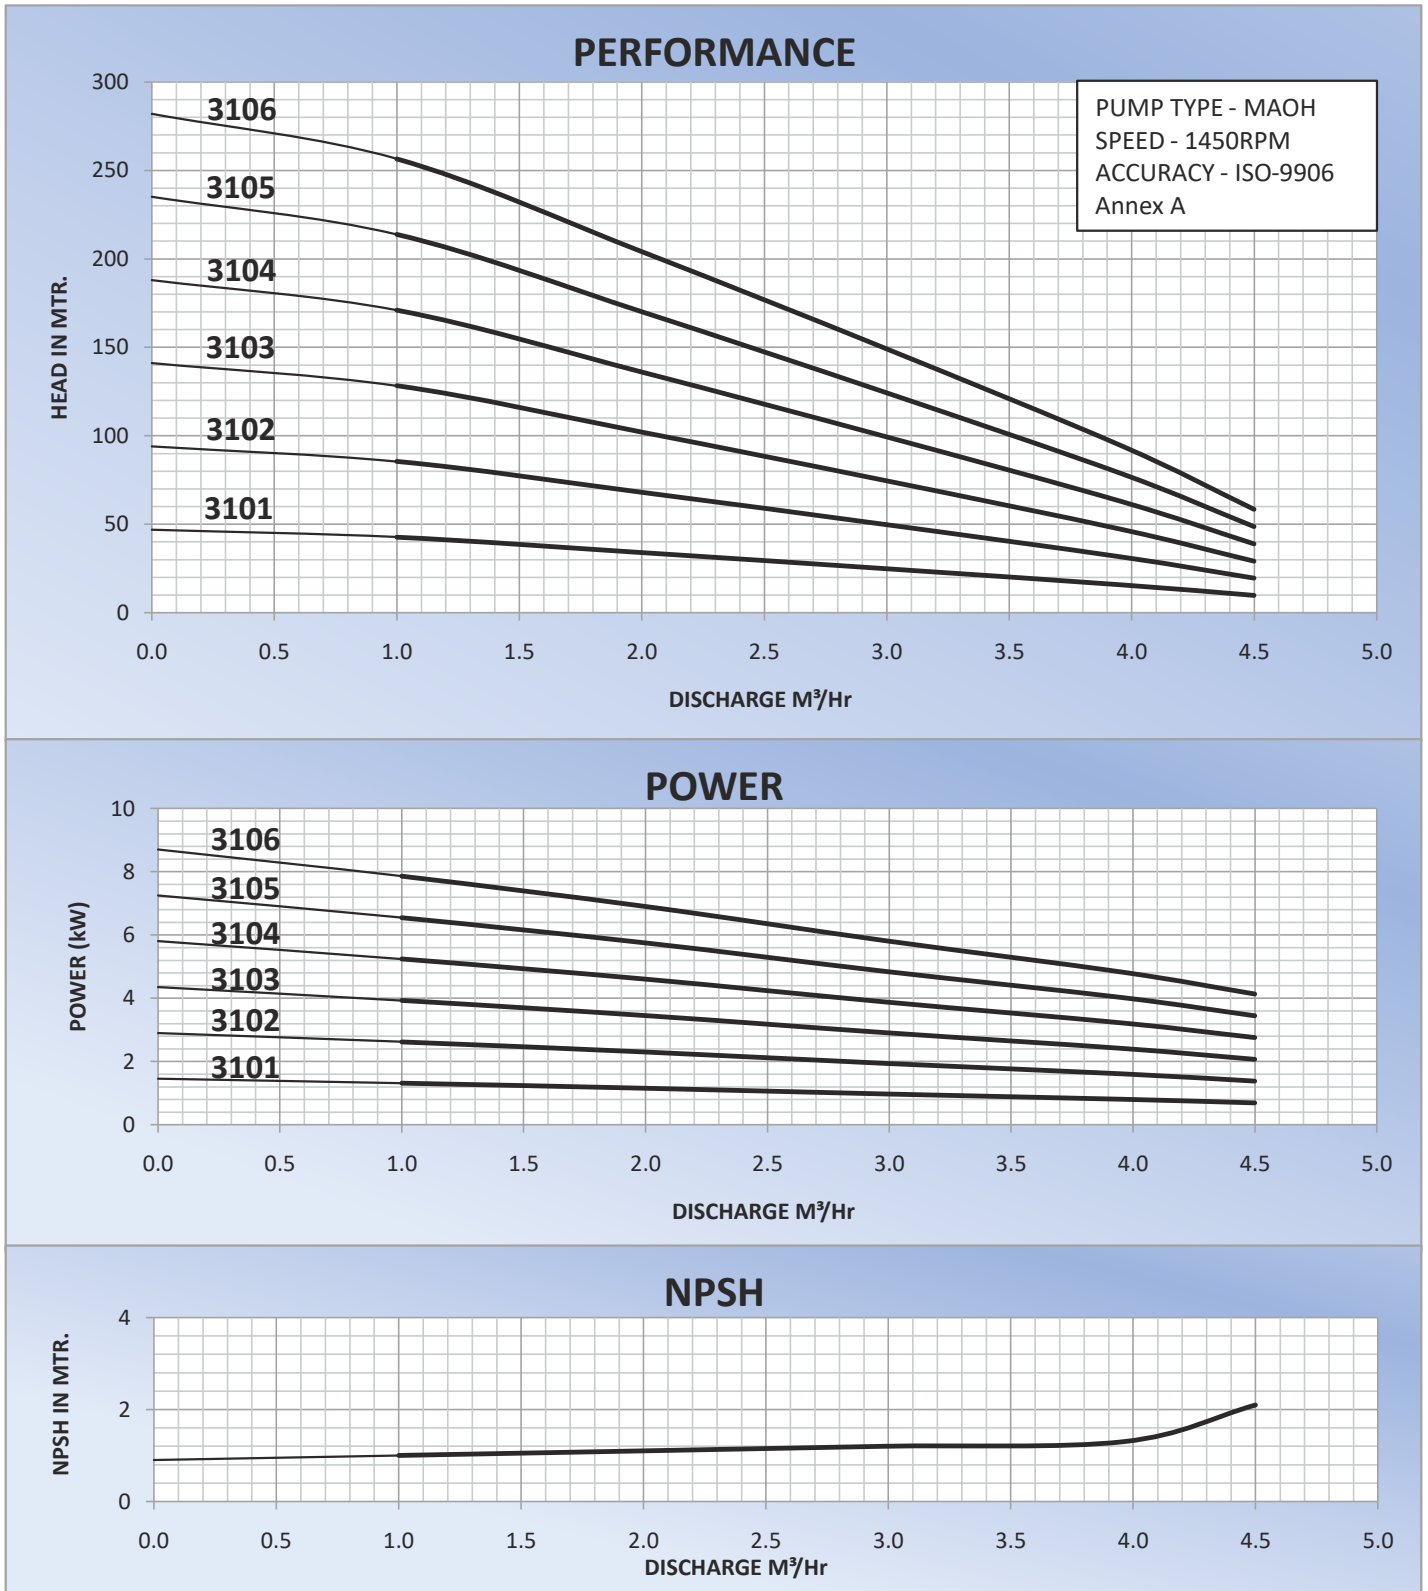 PERFORMANCE
PUMP TYPE - MAOH
SPEED - 1450RPM
ACCURACY - ISO-9906
Annex A
HEAD IN MTR.
300
250
200
150
100
50
0
3106
3105
3104
3103
3102
3101
0.0 0.5 1.0 1.5 2.0 2.5 3.0 3.5 4.0 4.5 5.0
DISCHARGE M³/Hr
POWER
POWER (kW)
10
8
6
4
2
0
3106
3105
3104
3103
3102
3101
0.0 0.5 1.0 1.5 2.0 2.5 3.0 3.5 4.0 4.5 5.0
DISCHARGE M³/Hr
NPSH
NPSH IN MTR.
4
2
0
0.0 0.5 1.0 1.5 2.0 2.5 3.0 3.5 4.0 4.5 5.0
DISCHARGE M³/Hr